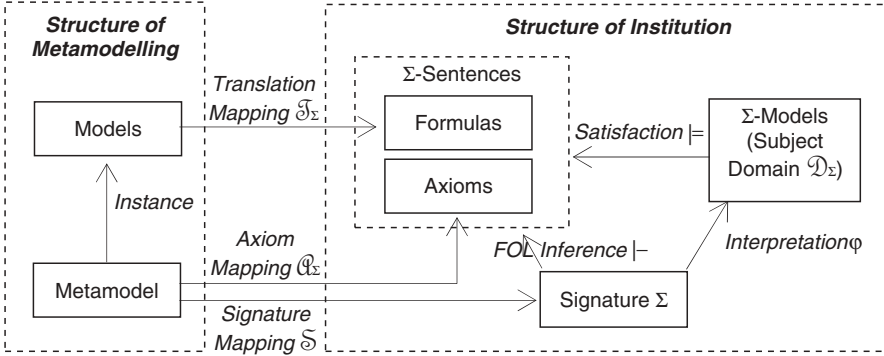 Structure of
Metamodelling
Structure of Institution
Translation
Mapping 𝒯Σ
Σ-Sentences
Models
Formulas
Satisfaction |=
Σ-Models
(Subject
Domain 𝒟Σ)
Axioms
Instance
Axiom
Mapping 𝒜Σ
FOL Inference |–
Interpretationφ
Metamodel
Signature Σ
Signature
Mapping 𝒮